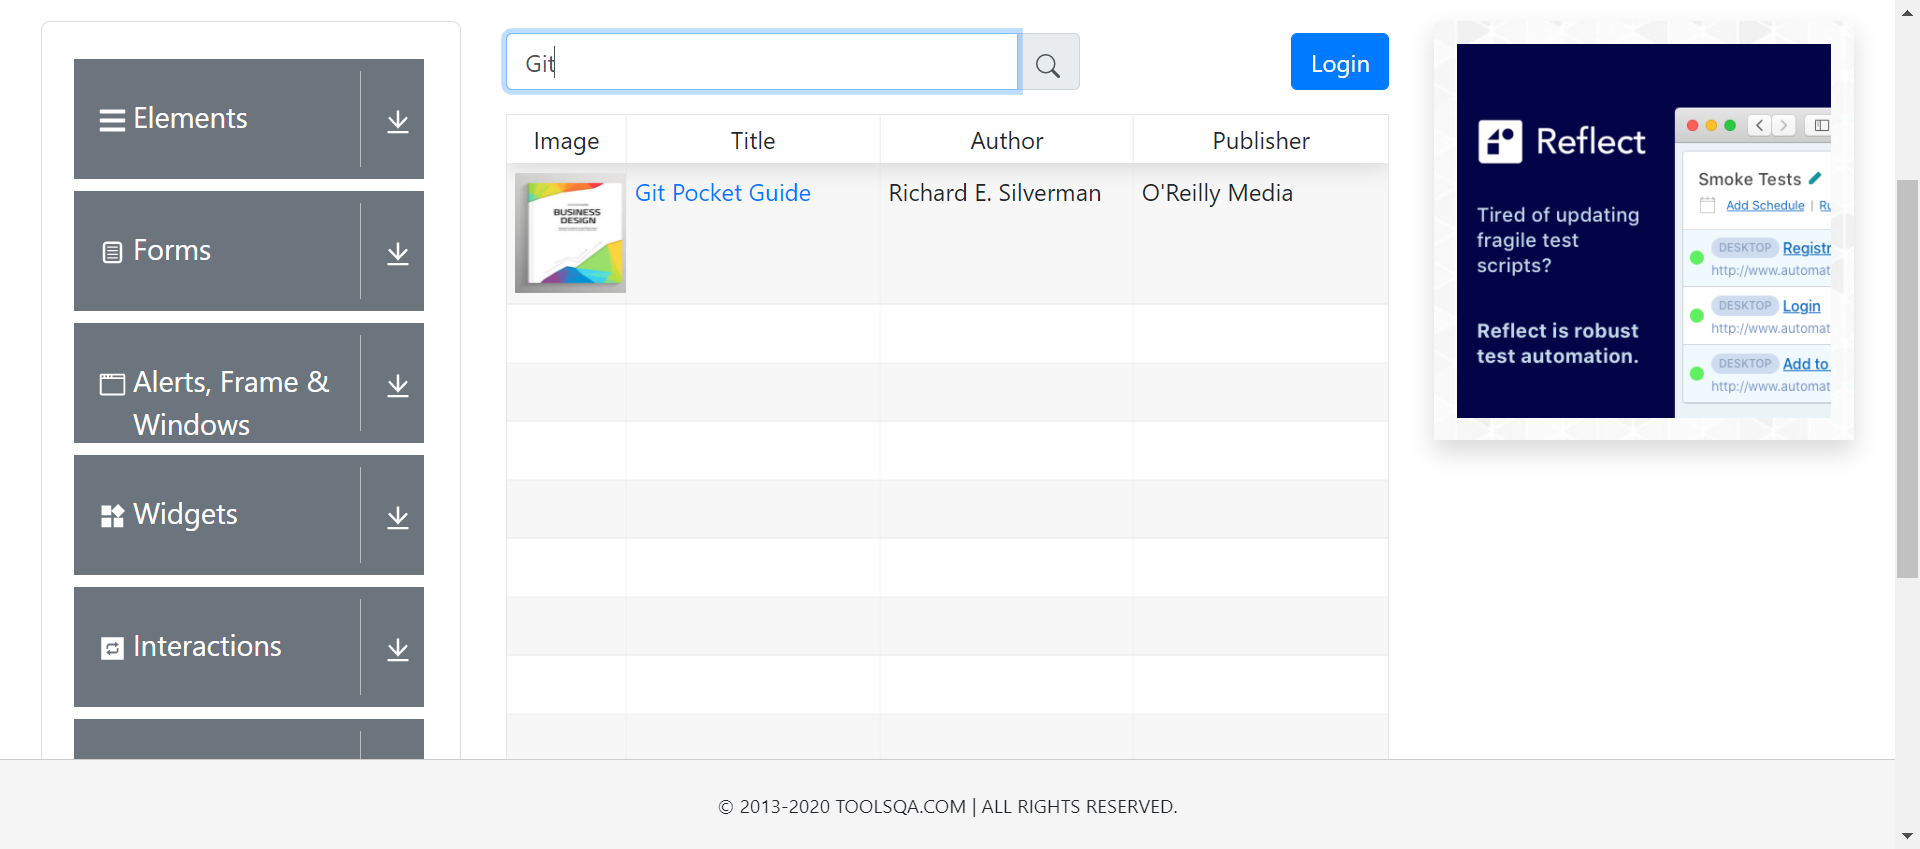 Elements
Forms
Alerts, Frame &
Windows
Widgets
Interactions
Git
Login
Image Title Author Publisher
BUSINESS
DESIGN
Git Pocket Guide Richard E. Silverman O'Reilly Media
Reflect
Tired of updating
fragile test
scripts?
Reflect is robust
test automation.
Smoke Tests
Add Schedule | Ru
DESKTOP Registr
http://www.automat
DESKTOP Login
http://www.automat
DESKTOP Add to
http://www.automat
© 2013-2020 TOOLSQA.COM | ALL RIGHTS RESERVED.